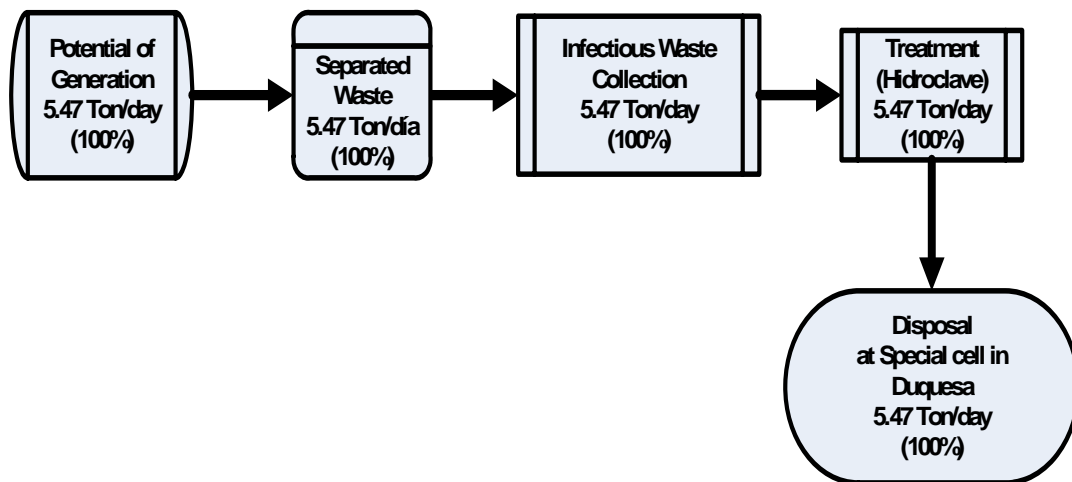 Potential of
Generation
5.47 Ton/day
(100%)
Separated
Waste
5.47 Ton/día
(100%)
Infectious Waste
Collection
5.47 Ton/day
(100%)
Treatment
(Hidroclave)
5.47 Ton/day
(100%)
Disposal
at Special cell in
Duquesa
5.47 Ton/day
(100%)